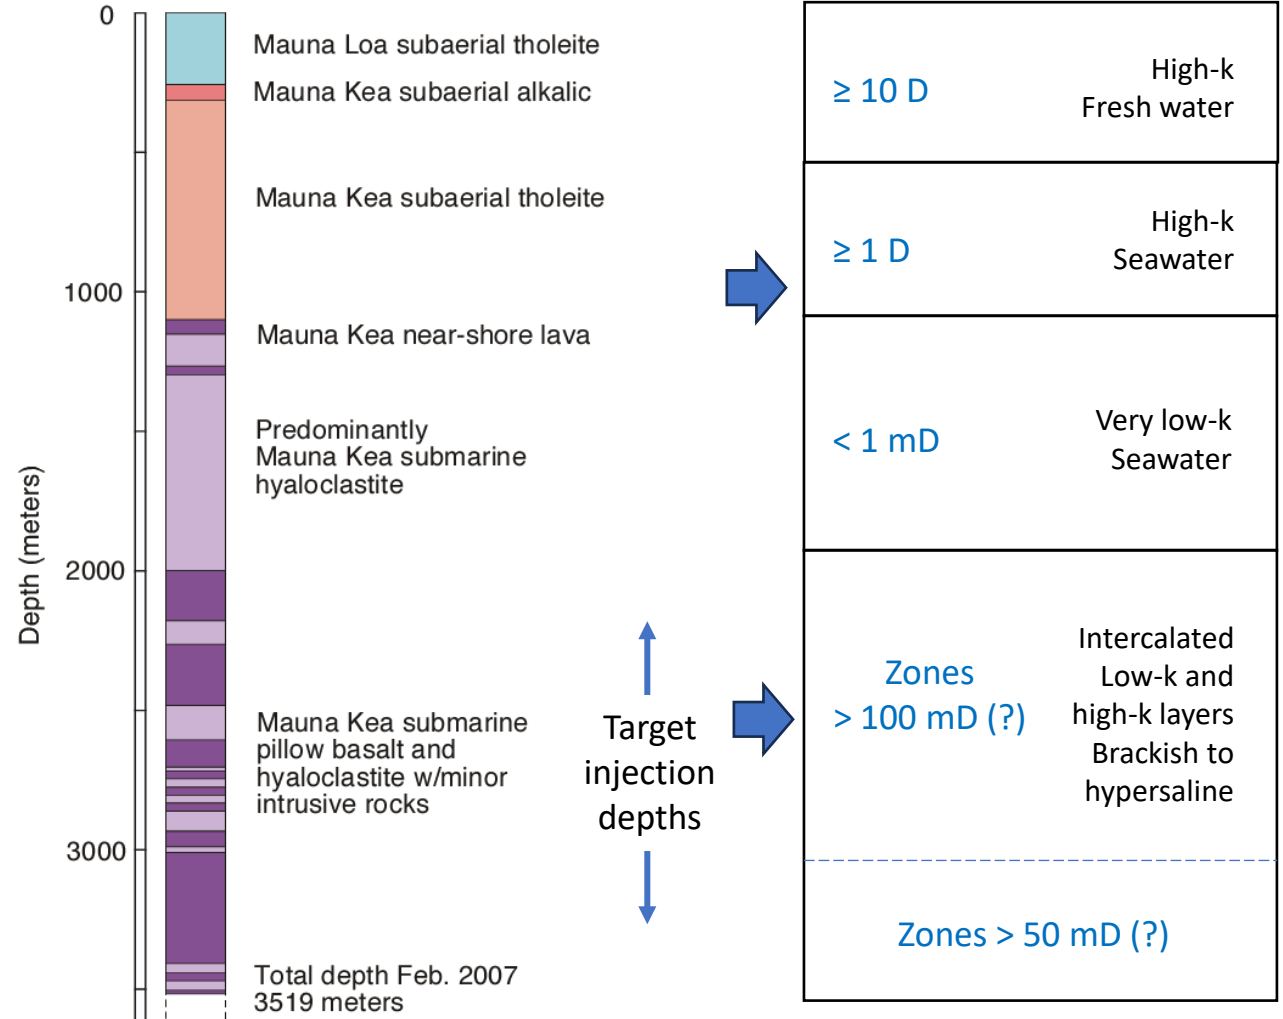 0
1000
2000
3000
Depth (meters)
Mauna Loa subaerial tholeite
Mauna Kea subaerial alkalic
Mauna Kea subaerial tholeite
Mauna Kea near-shore lava
Predominantly
Mauna Kea submarine
hyaloclastite
Mauna Kea submarine
pillow basalt and
hyaloclastite w/minor
intrusive rocks
Total depth Feb. 2007
3519 meters
Target
injection
depths
≥ 10 D
High-k
Fresh water
≥ 1 D
High-k
Seawater
< 1 mD
Very low-k
Seawater
Zones
> 100 mD (?)
Intercalated
Low-k and
high-k layers
Brackish to
hypersaline
Zones > 50 mD (?)